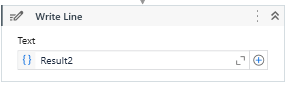 Write Line
Text
{ } Result2